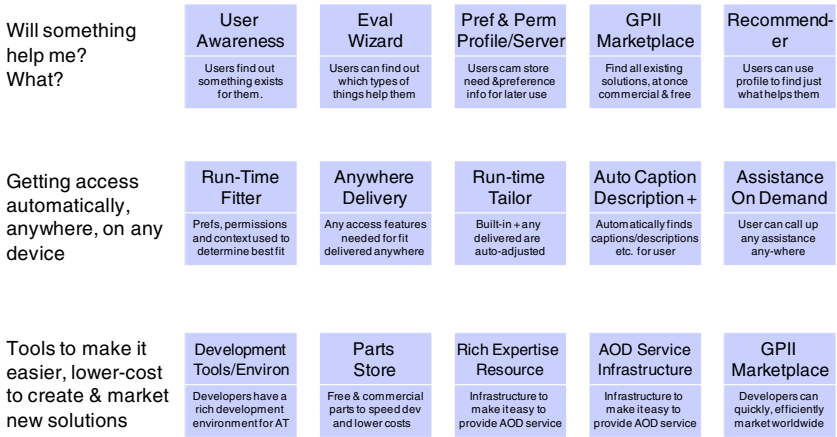 Will something
help me?
What?
User
Awareness
Users find out
something exists
for them.
Eval
Wizard
Users can find out
which types of
things help them
Pref & Perm
Profile/Server
Users cam store
need &preference
info for later use
GPII
Marketplace
Find all existing
solutions, at once
commercial & free
Recommend-
er
Users can use
profile to find just
what helps them
Getting access
automatically,
anywhere, on any
device
Run-Time
Fitter
Prefs, permissions
and context used to
determine best fit
Anywhere
Delivery
Any access features
needed for fit
delivered anywhere
Run-time
Tailor
Built-in + any
delivered are
auto-adjusted
Auto Caption
Description +
Automatically finds
captions/descriptions
etc. for user
Assistance
On Demand
User can call up
any assistance
any-where
Tools to make it
easier, lower-cost
to create & market
new solutions
Development
Tools/Environ
Developers have a
rich development
environment for AT
Parts
Store
Free & commercial
parts to speed dev
and lower costs
Rich Expertise
Resource
Infrastructure to
make it easy to
provide AOD service
AOD Service
Infrastructure
Infrastructure to
make it easy to
provide AOD service
GPII
Marketplace
Developers can
quickly, efficiently
market worldwide